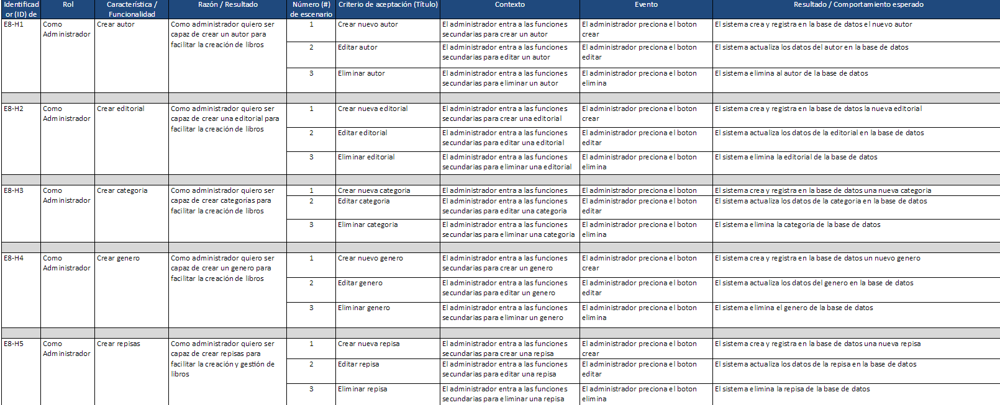 Identificad
or (ID) de
Rol
Característica /
Funcionalidad
Razón / Resultado
Número (#)
de escenario
Criterio de aceptación (Título)
Contexto
Evento
Resultado / Comportamiento esperado
E8-H1
Como
Administrador
Crear autor
Como administrador quiero ser
capaz de crear un autor para
facilitar la creación de libros
1
Crear nuevo autor
El administrador entra a las funciones
secundarias para crear un autor
El administrador preciona el boton
crear
El sistema crea y registra en la base de datos el nuevo autor
2
Editar autor
El administrador entra a las funciones
secundarias para editar un autor
El administrador preciona el boton
editar
El sistema actualiza los datos del autor en la base de datos
3
Eliminar autor
El administrador entra a las funciones
secundarias para eliminar un autor
El administrador preciona el boton
elimina
El sistema elimina al autor de la base de datos
E8-H2
Como
Administrador
Crear editorial
Como administrador quiero ser
capaz de crear una editorial para
facilitar la creación de libros
1
Crear nueva editorial
El administrador entra a las funciones
secundarias para crear una editorial
El administrador preciona el boton
crear
El sistema crea y registra en la base de datos la nueva editorial
2
Editar editorial
El administrador entra a las funciones
secundarias para editar una editorial
El administrador preciona el boton
editar
El sistema actualiza los datos de la editorial en la base de datos
3
Eliminar editorial
El administrador entra a las funciones
secundarias para eliminar una editorial
El administrador preciona el boton
elimina
El sistema elimina la editorial de la base de datos
E8-H3
Como
Administrador
Crear categoria
Como administrador quiero ser
capaz de crear categorías para
facilitar la creación de libros
1
Crear nueva categoria
El administrador entra a las funciones
El administrador preciona el boton
El sistema crea y registra en la base de datos una nueva categoria
2
Editar categoria
El administrador entra a las funciones
secundarias para editar una categoria
El administrador preciona el boton
editar
El sistema actualiza los datos de la categoria en la base de datos
3
Eliminar categoria
El administrador entra a las funciones
secundarias para eliminar una categoria
El administrador preciona el boton
elimina
El sistema elimina la categoria de la base de datos
E8-H4
Como
Administrador
Crear genero
Como administrador quiero ser
capaz de crear un genero para
facilitar la creación de libros
1
Crear nuevo genero
El administrador entra a las funciones
secundarias para crear un genero
El administrador preciona el boton
crear
El sistema crea y registra en la base de datos un nuevo genero
2
Editar genero
El administrador entra a las funciones
secundarias para editar un genero
El administrador preciona el boton
editar
El sistema actualiza los datos del genero en la base de datos
3
Eliminar genero
El administrador entra a las funciones
secundarias para eliminar un genero
El administrador preciona el boton
elimina
El sistema elimina el genero de la base de datos
E8-H5
Como
Administrador
Crear repisas
Como administrador quiero ser
capaz de crear repisas para
facilitar la creación y gestión de
libros
1
Crear nueva repisa
El administrador entra a las funciones
secundarias para crear una repisa
El administrador preciona el boton
crear
El sistema crea y registra en la base de datos una nueva repisa
2
Editar repisa
El administrador entra a las funciones
secundarias para editar una repisa
El administrador preciona el boton
editar
El sistema actualiza los datos de la repisa en la base de datos
3
Eliminar repisa
El administrador entra a las funciones
secundarias para eliminar una repisa
El administrador preciona el boton
elimina
El sistema elimina la repisa de la base de datos